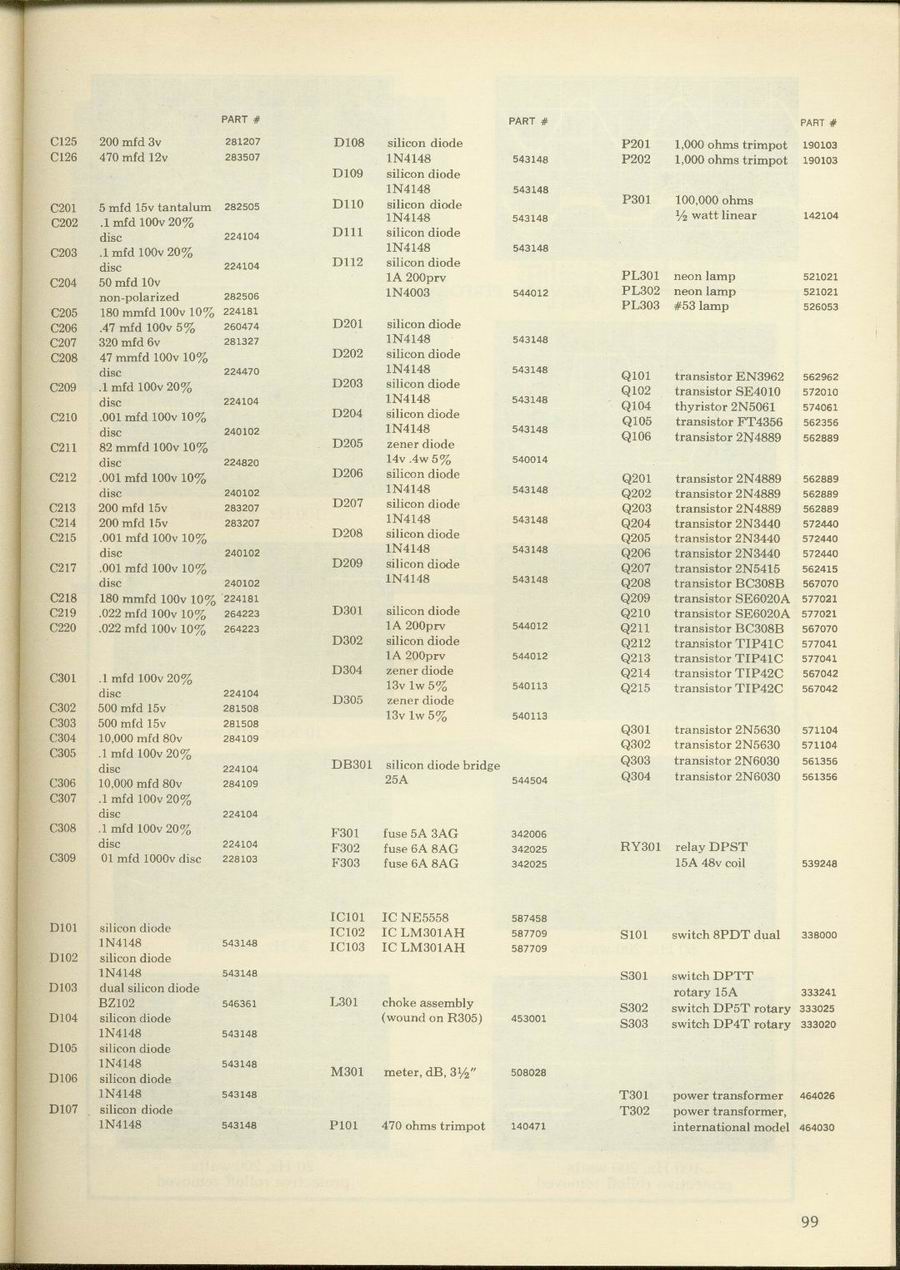 PART #
C125 200 mfd 3v 281207
C126 470 mfd 12v 283507
C201 5 mfd 15v tantalum 282505
C202 .1 mfd 100v 20%
disc 224104
C203 .1 mfd 100v 20%
disc 224104
C204 50 mfd 10v
non-polarized 282506
C205 180 mmfd 100v 10% 224181
C206 .47 mfd 100v 5% 260474
C207 320 mfd 6v 281327
C208 47 mmfd 100v 10%
disc 224470
C209 .1 mfd 100v 20%
disc 224104
C210 .001 mfd 100v 10%
disc 240102
C211 82 mmfd 100v 10%
disc 224820
C212 .001 mfd 100v 10%
disc 240102
C213 200 mfd 15v 283207
C214 200 mfd 15v 283207
C215 .001 mfd 100v 10%
disc 240102
C217 .001 mfd 100v 10%
disc 240102
C218 180 mmfd 100v 10% 224181
C219 .022 mfd 100v 10% 264223
C220 .022 mfd 100v 10% 264223
C301 .1 mfd 100v 20%
disc 224104
C302 500 mfd 15v 281508
C303 500 mfd 15v 281508
C304 10,000 mfd 80v 284109
C305 .1 mfd 100v 20%
disc 224104
C306 10,000 mfd 80v 284109
C307 .1 mfd 100v 20%
disc 224104
C308 .1 mfd 100v 20%
disc 224104
C309 01 mfd 1000v disc 228103
D101 silicon diode
1N4148 543148
D102 silicon diode
1N4148 543148
D103 dual silicon diode
BZ102 546361
D104 silicon diode
1N4148 543148
D105 silicon diode
1N4148 543148
D106 silicon diode
1N4148 543148
D107 silicon diode
1N4148 543148
PART #
D108 silicon diode
1N4148 543148
D109 silicon diode
1N4148 543148
D110 silicon diode
1N4148 543148
D111 silicon diode
1N4148 543148
D112 silicon diode
1A 200prv
1N4003 544012
D201 silicon diode
1N4148 543148
D202 silicon diode
1N4148 543148
D203 silicon diode
1N4148 543148
D204 silicon diode
1N4148 543148
D205 zener diode
14v .4w 5% 540014
D206 silicon diode
1N4148 543148
D207 silicon diode
1N4148 543148
D208 silicon diode
1N4148 543148
D209 silicon diode
1N4148 543148
D301 silicon diode
1A 200prv 544012
D302 silicon diode
1A 200prv 544012
D304 zener diode
13v 1w 5% 540113
D305 zener diode
13v 1w 5% 540113
DB301 silicon diode bridge
25A 544504
F301 fuse 5A 3AG 342006
F302 fuse 6A 8AG 342025
F303 fuse 6A 8AG 342025
IC101 IC NE5558 587458
IC102 IC LM301AH 587709
IC103 IC LM301AH 587709
L301 choke assembly
(wound on R305) 453001
M301 meter, dB, 3½″ 508028
P101 470 ohms trimpot 140471
PART #
P201 1,000 ohms trimpot 190103
P202 1,000 ohms trimpot 190103
P301 100,000 ohms
½ watt linear 142104
PL301 neon lamp 521021
PL302 neon lamp 521021
PL303 #53 lamp 526053
Q101 transistor EN3962 562962
Q102 transistor SE4010 572010
Q104 thyristor 2N5061 574061
Q105 transistor FT4356 562356
Q106 transistor 2N4889 562889
Q201 transistor 2N4889 562889
Q202 transistor 2N4889 562889
Q203 transistor 2N4889 562889
Q204 transistor 2N3440 572440
Q205 transistor 2N3440 572440
Q206 transistor 2N3440 572440
Q207 transistor 2N5415 562415
Q208 transistor BC308B 567070
Q209 transistor SE6020A 577021
Q210 transistor SE6020A 577021
Q211 transistor BC308B 567070
Q212 transistor TIP41C 577041
Q213 transistor TIP41C 577041
Q214 transistor TIP42C 567042
Q215 transistor TIP42C 567042
Q301 transistor 2N5630 571104
Q302 transistor 2N5630 571104
Q303 transistor 2N6030 561356
Q304 transistor 2N6030 561356
RY301 relay DPST
15A 48v coil 539248
S101 switch 8PDT dual 338000
S301 switch DPTT
rotary 15A 333241
S302 switch DP5T rotary 333025
S303 switch DP4T rotary 333020
T301 power transformer 464026
T302 power transformer,
international model 464030
99